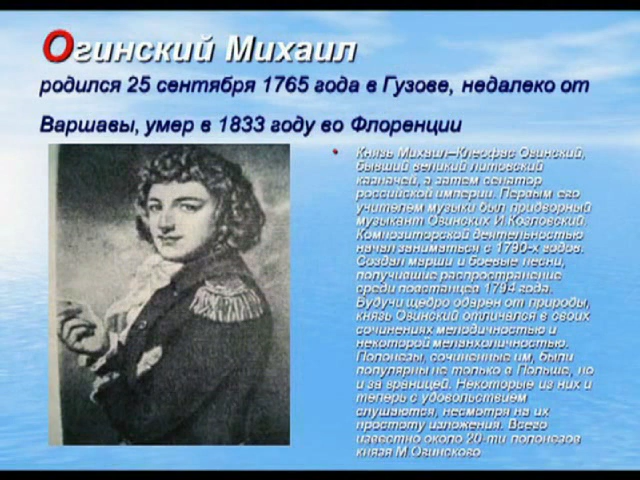 Огинский Михаил
родился 25 сентября 1765 года в Гузове, недалеко от
Варшавы, умер в 1833 году во Флоренции
Князь Михаил–Клеофас Огинский,
бывший великий литовский
казначей, а затем сенатор
российской империи. Первым его
учителем музыки был придворный
музыкант Огинских И.Козловский.
Композиторской деятельностью
начал заниматься с 1790-х годов.
Создал марши и боевые песни,
получившие распространение
среди повстанцев 1794 года.
Будучи щедро одарен от природы,
князь Огинский отличался в своих
сочинениях мелодичностью и
некоторой меланхоличностью.
Полонезы, сочиненные им, были
популярны не только в Польше, но
и за границей. Некоторые из них и
теперь с удовольствием
слушаются, несмотря на их
простоту изложения. Всего
известно около 20-ти полонезов
князя М.Огинского